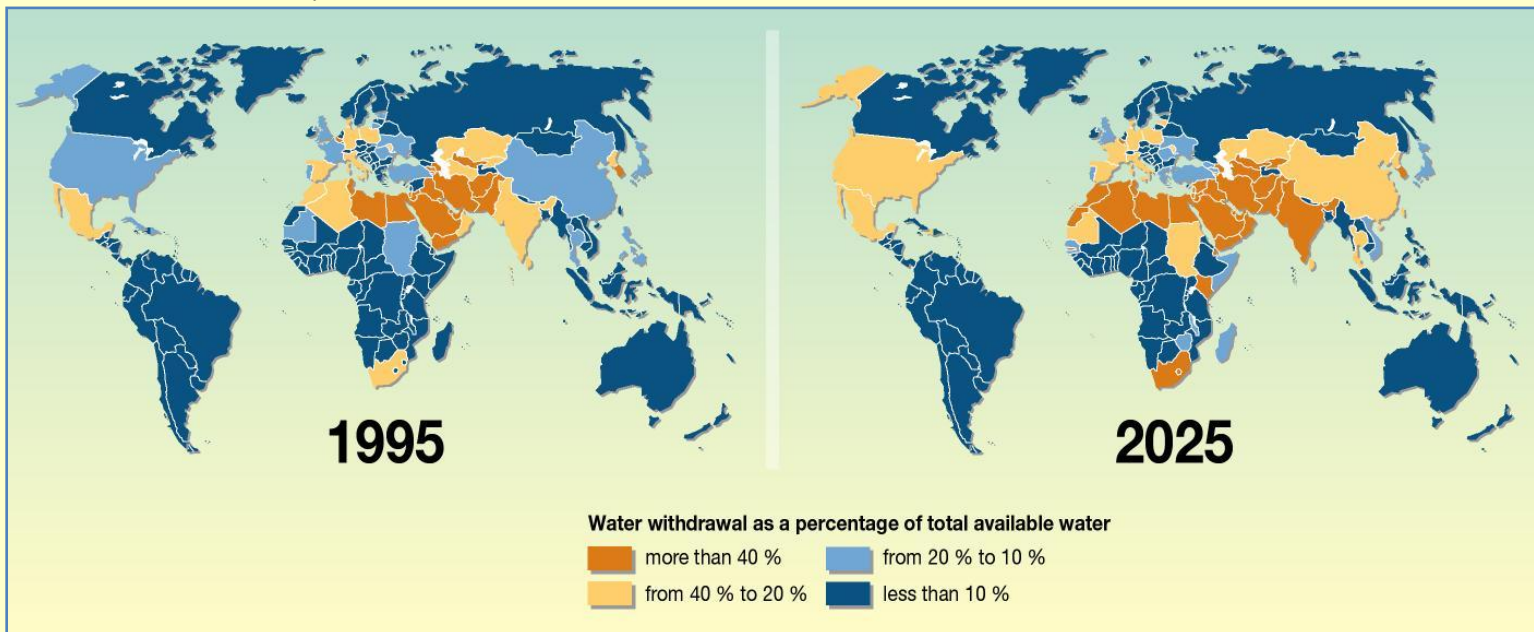 1995
2025
Water withdrawal as a percentage of total available water
more than 40 %
from 20 % to 10 %
from 40 % to 20 %
less than 10 %